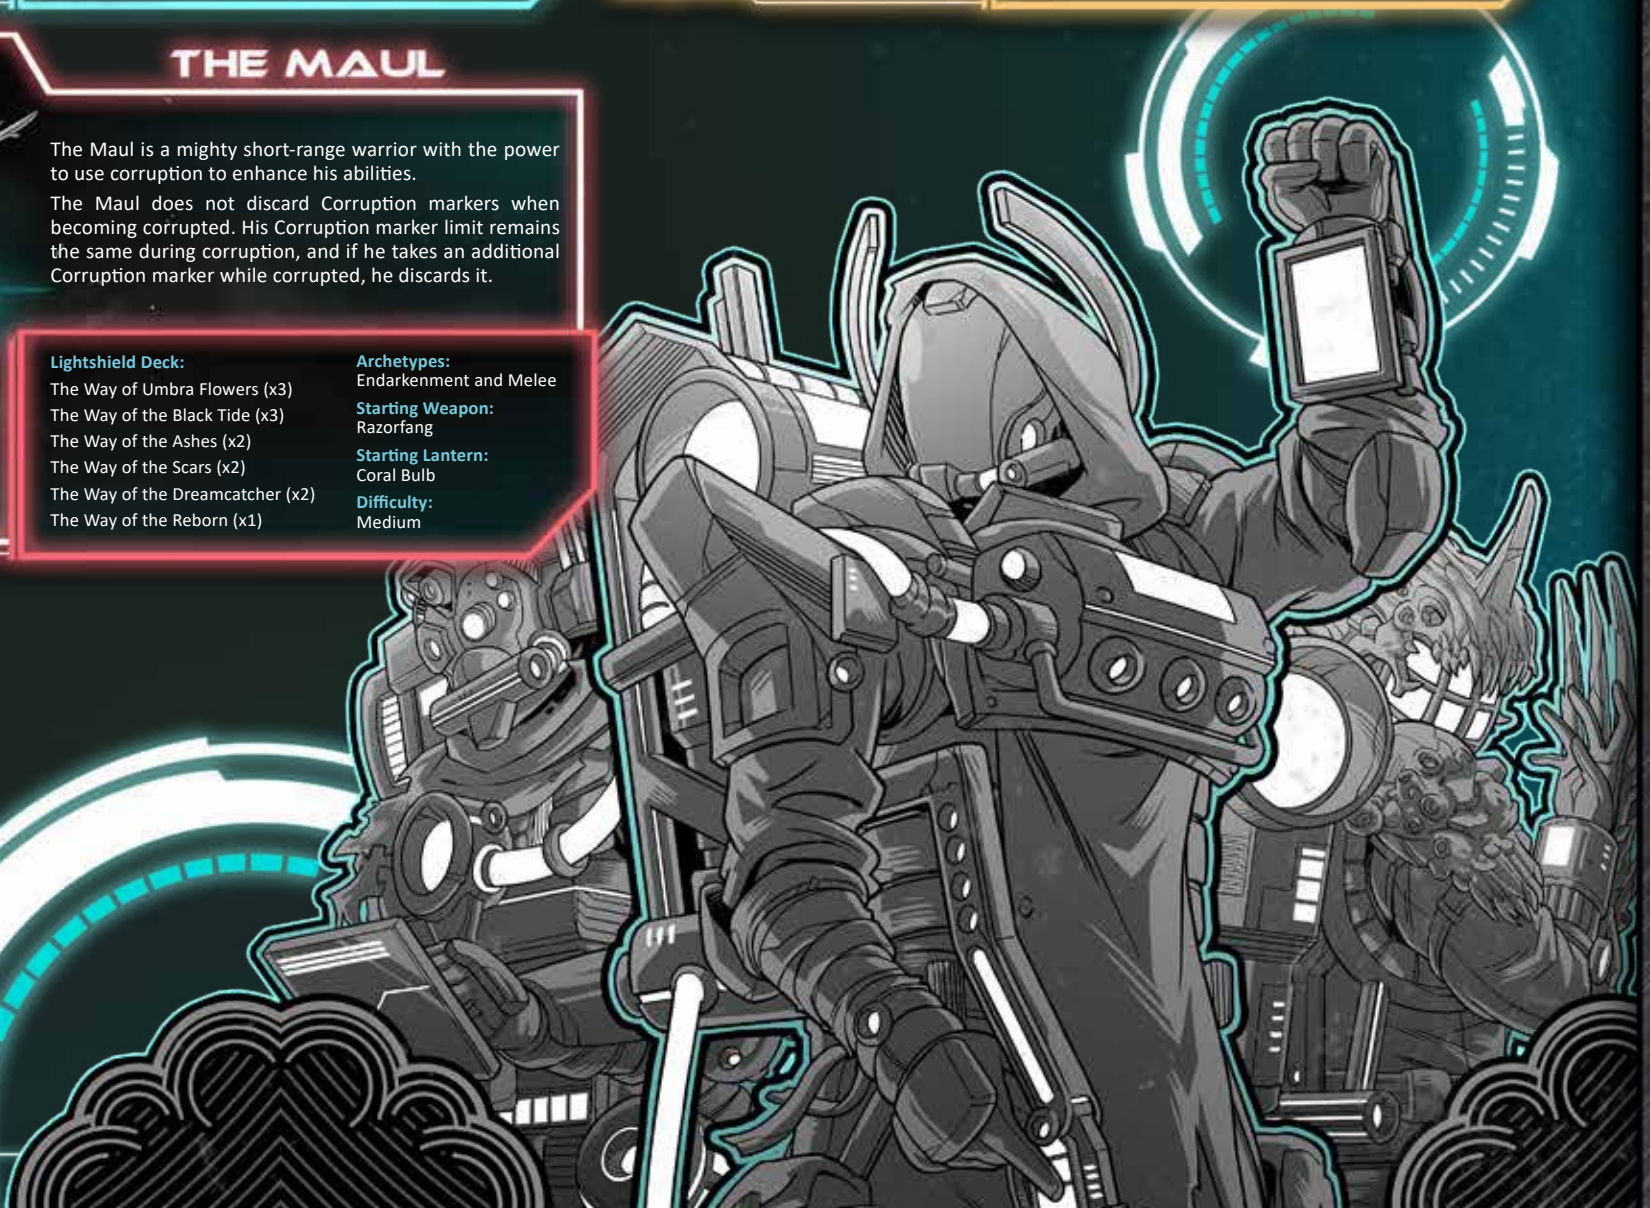 THE MAUL
The Maul is a mighty short-range warrior with the power
to use corruption to enhance his abilities.
The Maul does not discard Corruption markers when
becoming corrupted. His Corruption marker limit remains
the same during corruption, and if he takes an additional
Corruption marker while corrupted, he discards it.
Lightshield Deck:
The Way of Umbra Flowers (x3)
The Way of the Black Tide (x3)
The Way of the Ashes (x2)
The Way of the Scars (x2)
The Way of the Dreamcatcher (x2)
The Way of the Reborn (x1)
Archetypes:
Endarkenment and Melee
Starting Weapon:
Razorfang
Starting Lantern:
Coral Bulb
Difficulty:
Medium